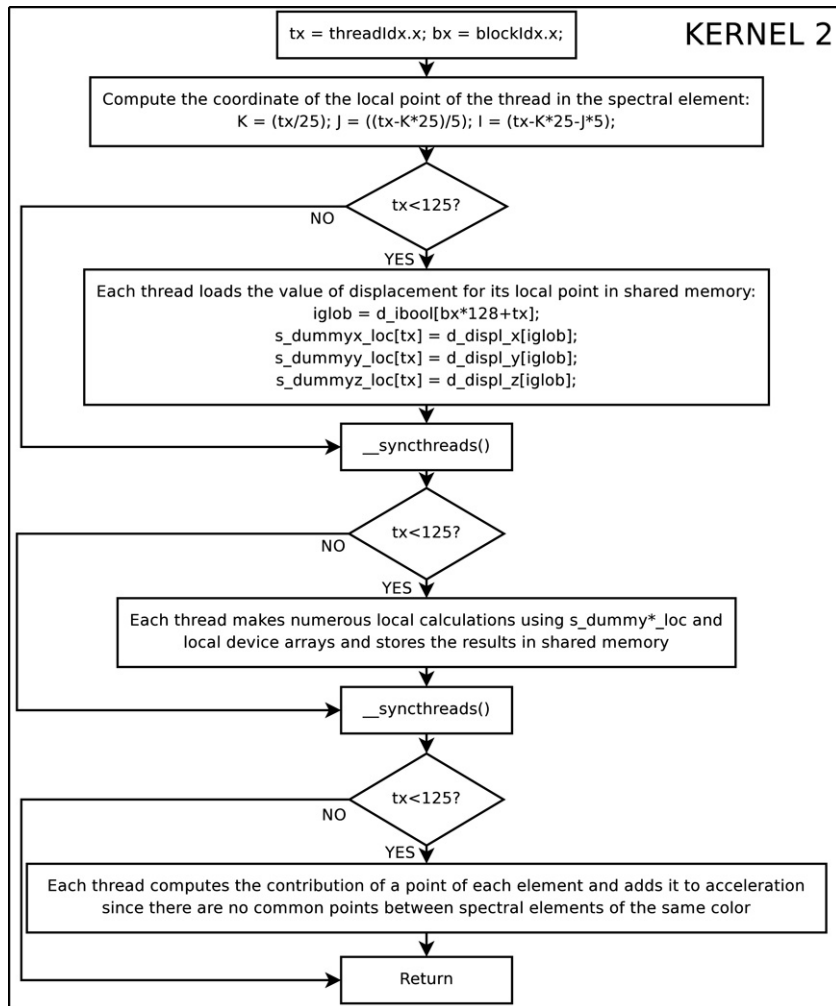 tx = threadIdx.x; bx = blockIdx.x;
KERNEL 2
Compute the coordinate of the local point of the thread in the spectral element:
K = (tx/25); J = ((tx-K*25)/5); I = (tx-K*25-J*5);
tx<125?
NO
YES
Each thread loads the value of displacement for its local point in shared memory:
iglob = d_ibool[bx*128+tx];
s_dummyx_loc[tx] = d_displ_x[iglob];
s_dummyy_loc[tx] = d_displ_y[iglob];
s_dummyz_loc[tx] = d_displ_z[iglob];
__syncthreads()
tx<125?
NO
YES
Each thread makes numerous local calculations using s_dummy*_loc and
local device arrays and stores the results in shared memory
__syncthreads()
tx<125?
NO
YES
Each thread computes the contribution of a point of each element and adds it to acceleration
since there are no common points between spectral elements of the same color
Return